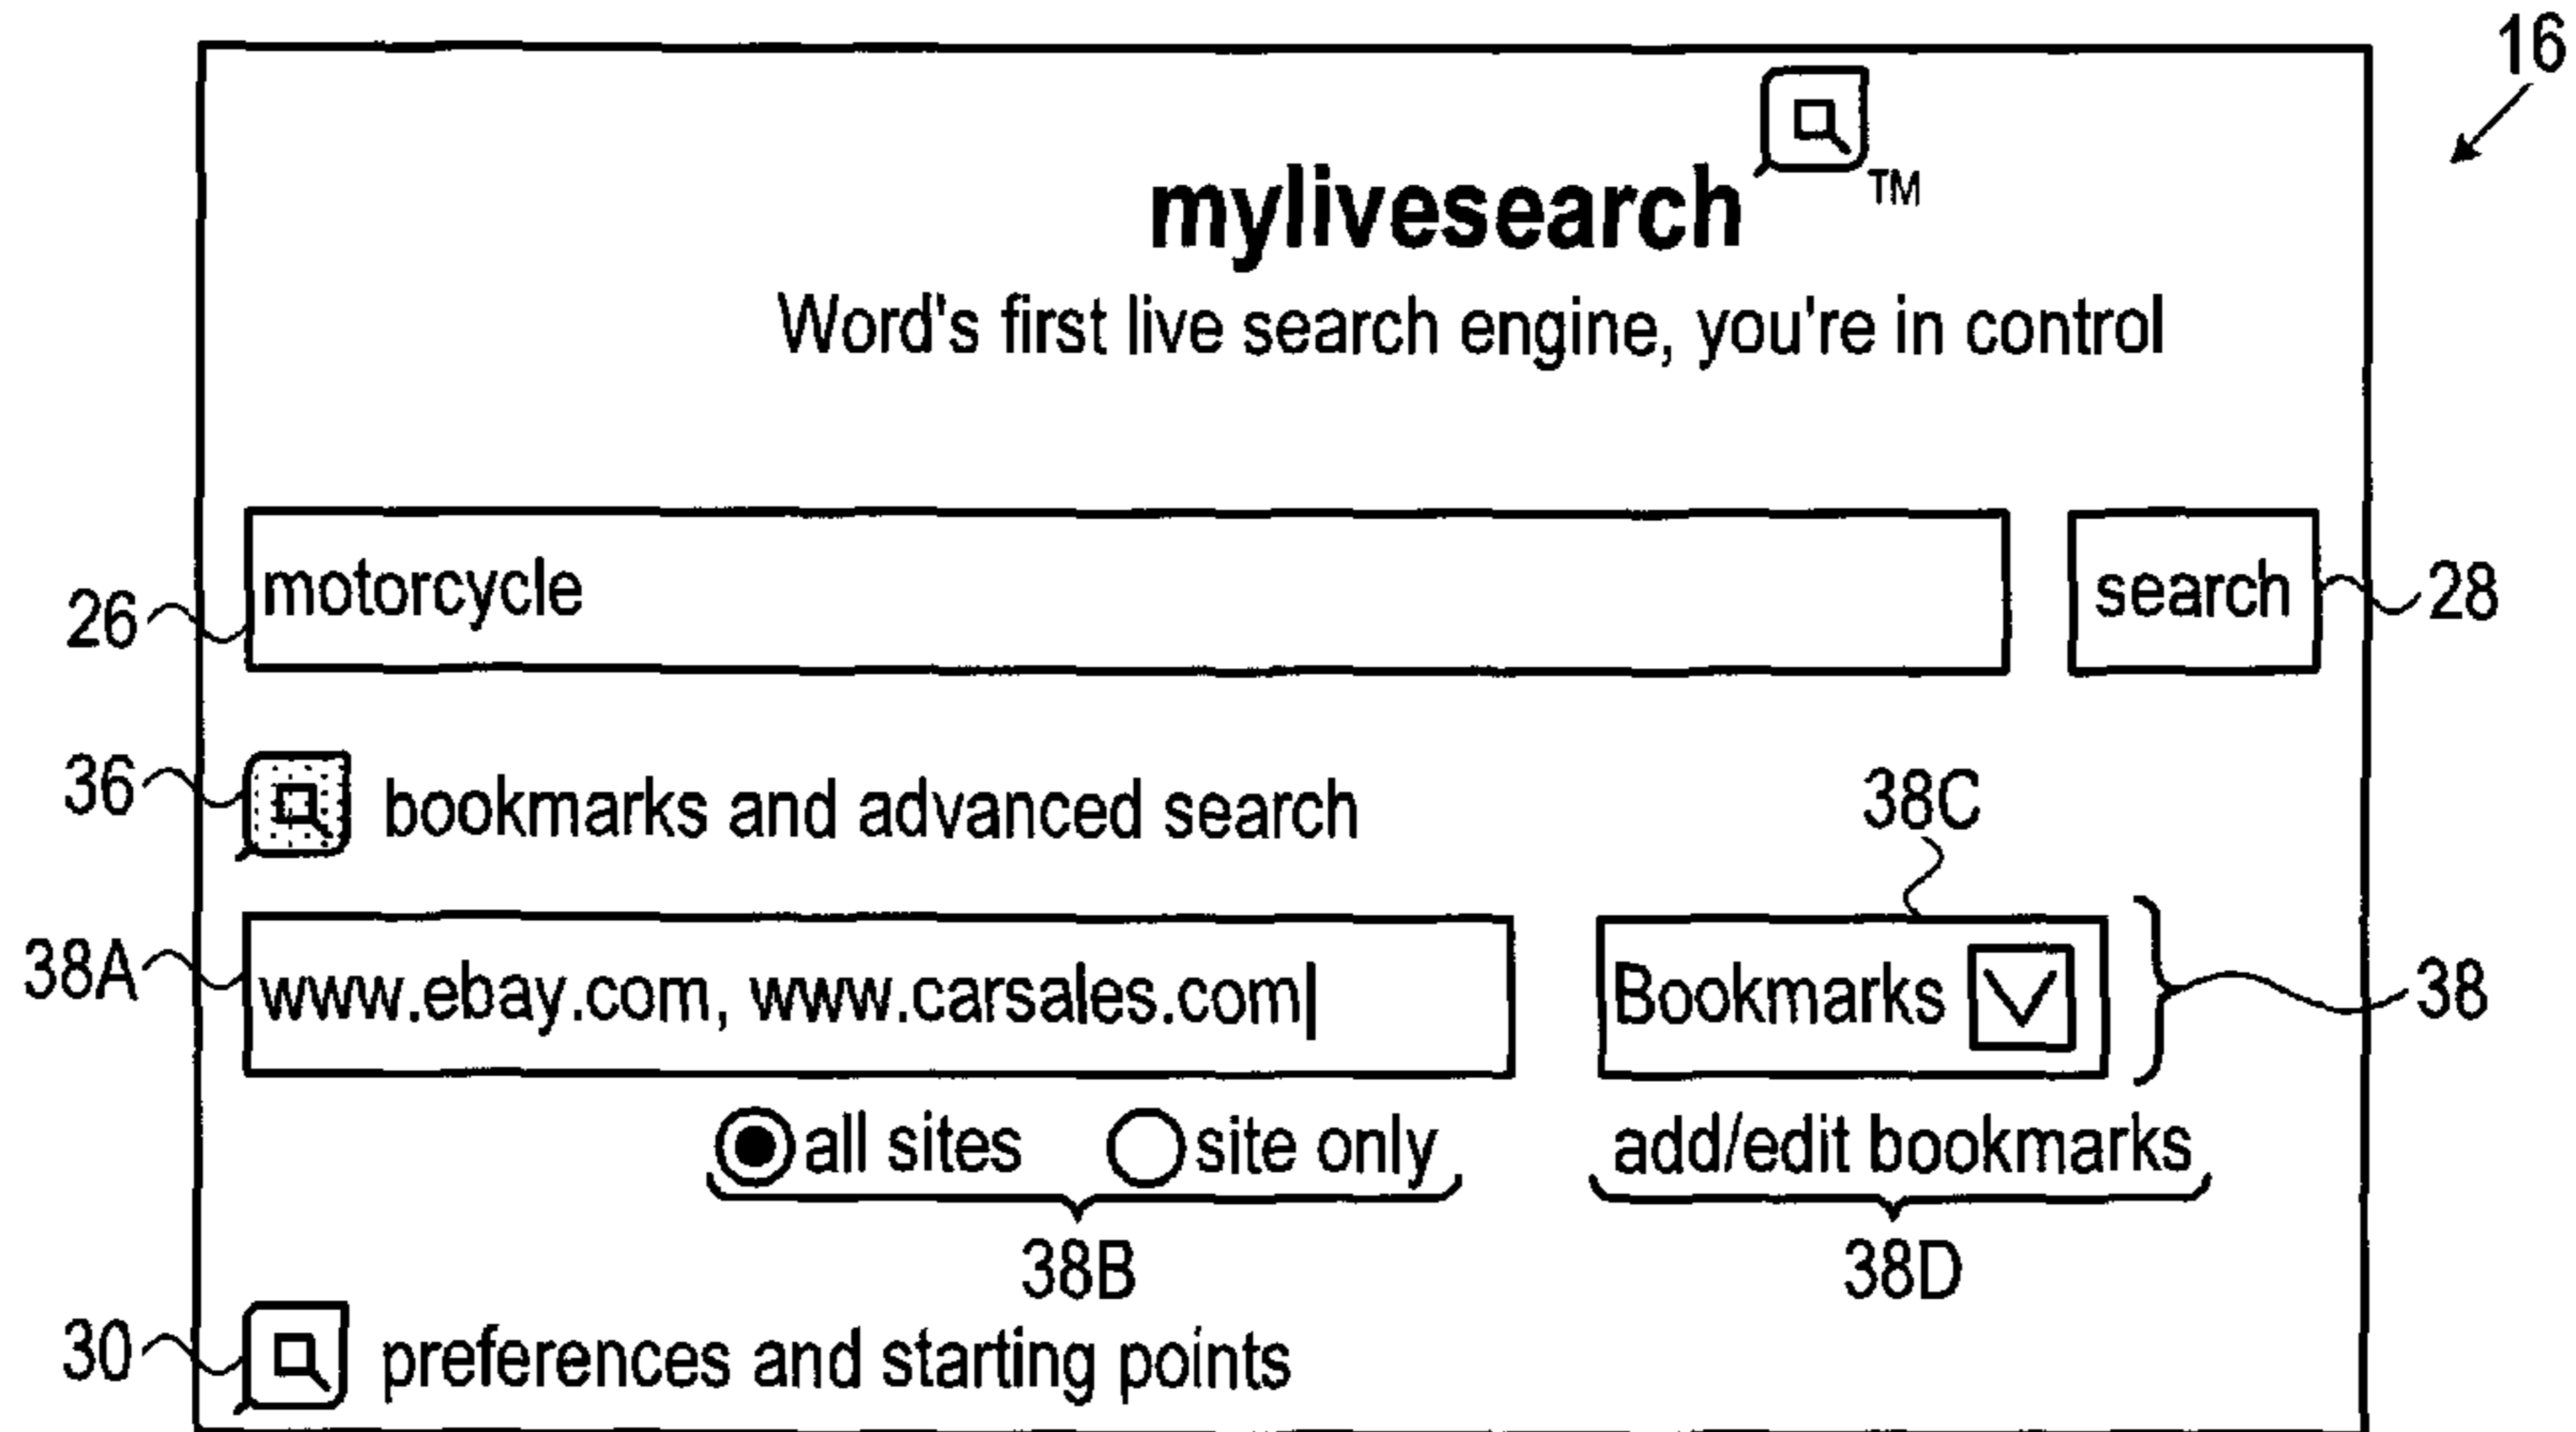 16
mylivesearch TM
Word's first live search engine, you're in control
26 motorcycle search 28
36 bookmarks and advanced search 38C
38A www.ebay.com, www.carsales.com Bookmarks 38
all sites site only add/edit bookmarks
38B 38D
30 preferences and starting points